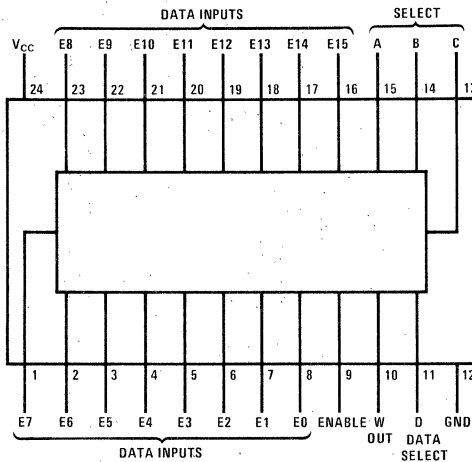 DATA INPUTS SELECT
VCC E8 E9 E10 E11 E12 E13 E14 E15 A B C
24 23 22 21 20 19 18 17 16 15 14 13
1 2 3 4 5 6 7 8 9 10 11 12
E7 E6 E5 E4 E3 E2 E1 E0 ENABLE W D GND
OUT DATA
DATA INPUTS SELECT